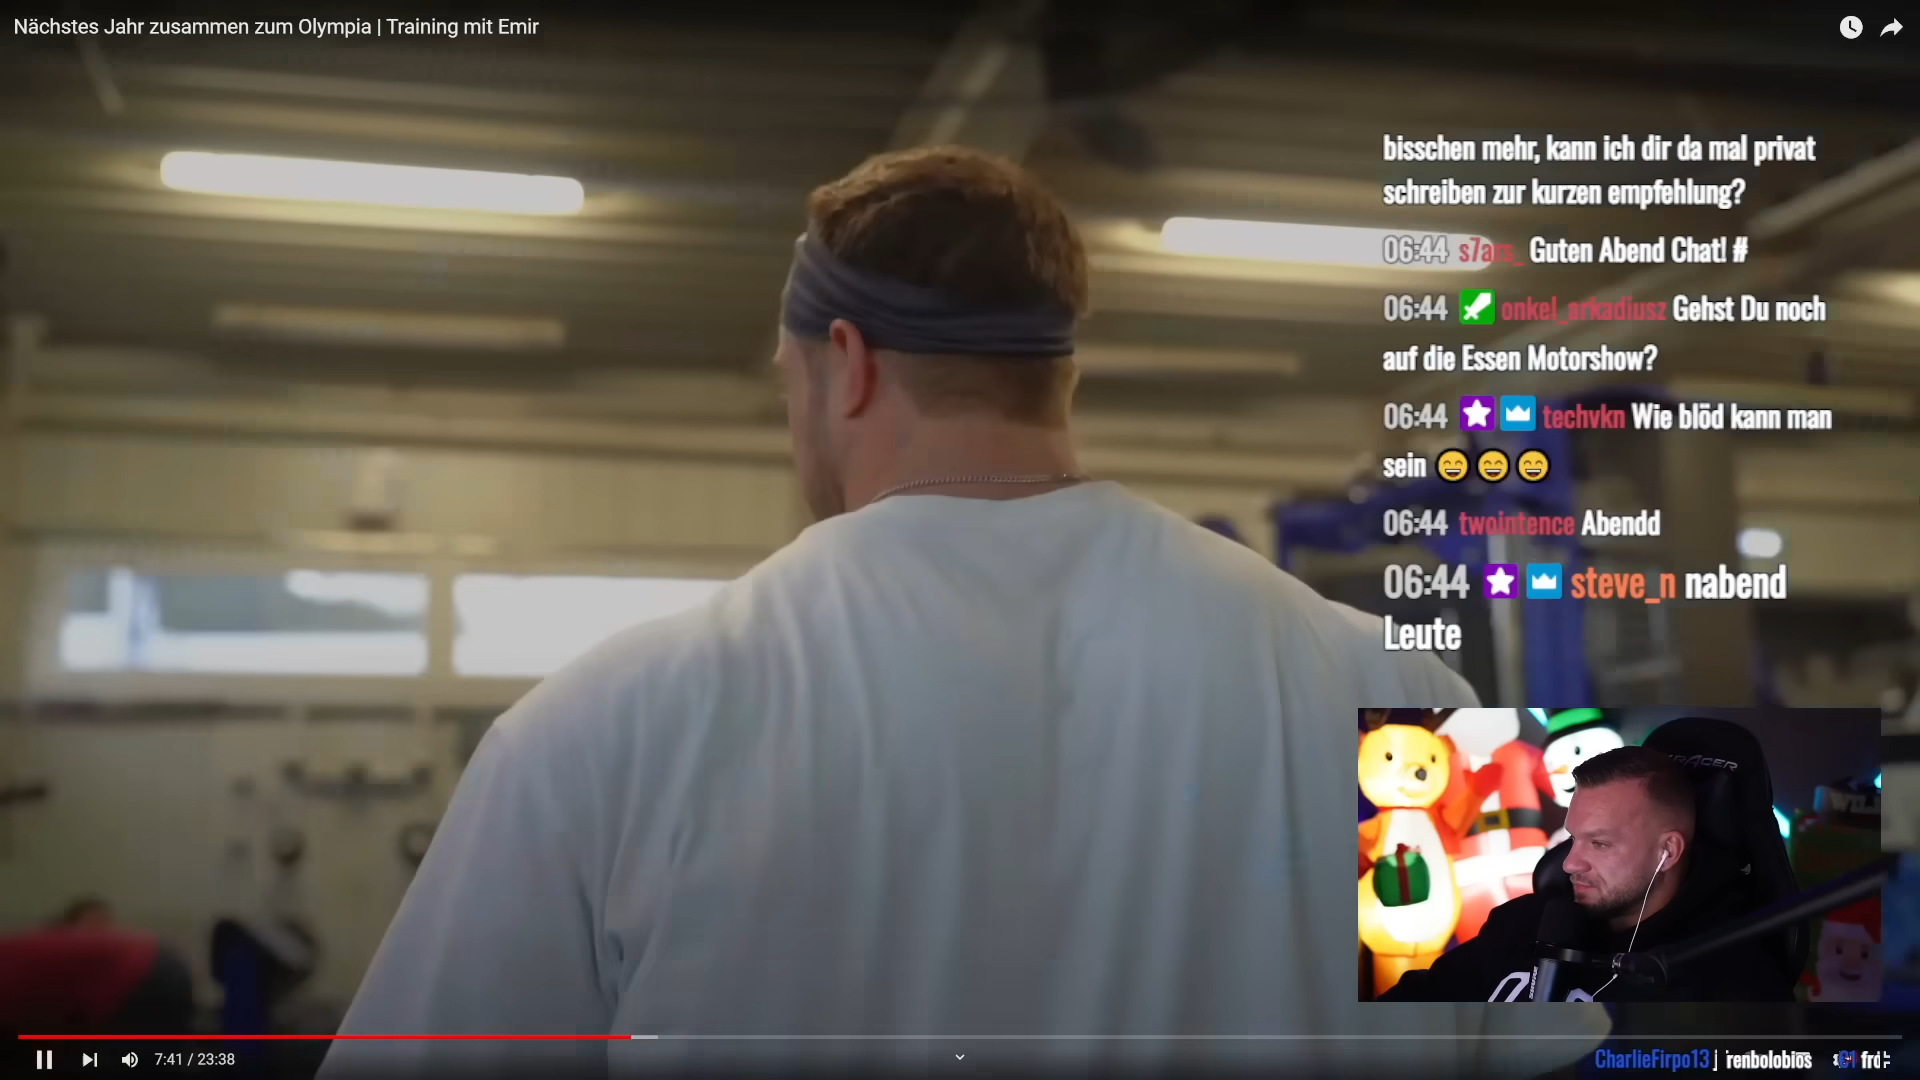 Nächstes Jahr zusammen zum Olympia | Training mit Emir
bisschen mehr, kann ich dir da mal privat
schreiben zur kurzen empfehlung?
06:44 s7ars_ Guten Abend Chat! #
06:44 onkel_arkadiusz Gehst Du noch
auf die Essen Motorshow?
06:44 techvkn Wie blöd kann man
sein
06:44 twointence Abendd
06:44 steve_n nabend
Leute
7:41 / 23:38
CharlieFirpo13 renbolobios